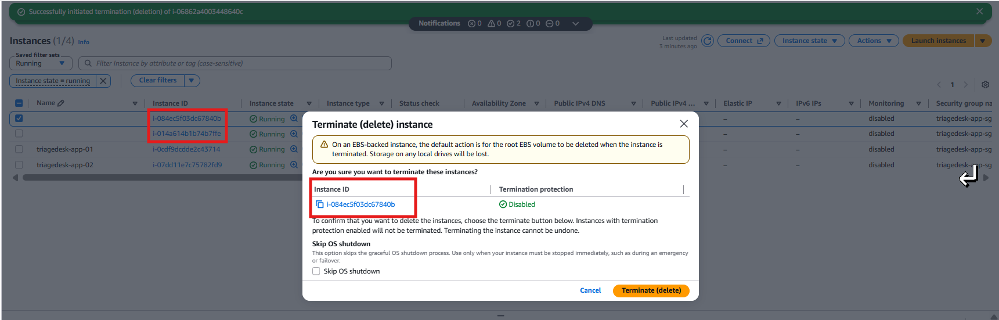 Successfully initiated termination (deletion) of i-06862a4003448640c
Notifications 0 0 2 0 0
Instances (1/4) Info
Last updated
3 minutes ago
Connect Instance state Actions Launch instances
Saved filter sets
Running
Filter Instance by attribute or tag (case-sensitive)
Instance state = running Clear filters
1
Name Instance ID Instance state Instance type Status check Availability Zone Public IPv4 DNS Public IPv4 ... Elastic IP IPv6 IPs Monitoring Security group na
i-084ec5f03dc67840b Running – – disabled triagedesk-app-sg
i-014a614b1b74b7ffe Running – – disabled triagedesk-app-sg
triagedesk-app-01 i-0cdf9dcdde2c43714 Running – – disabled triagedesk-app-sg
triagedesk-app-02 i-07dd11e7c75782fd9 Running – – disabled triagedesk-app-sg
Terminate (delete) instance
On an EBS-backed instance, the default action is for the root EBS volume to be deleted when the instance is
terminated. Storage on any local drives will be lost.
Are you sure you want to terminate these instances?
Instance ID Termination protection
i-084ec5f03dc67840b Disabled
To confirm that you want to delete the instances, choose the terminate button below. Instances with termination
protection enabled will not be terminated. Terminating the instance cannot be undone.
Skip OS shutdown
This option skips the graceful OS shutdown process. Use only when your instance must be stopped immediately, such as during an emergency
or failover.
Skip OS shutdown
Cancel Terminate (delete)